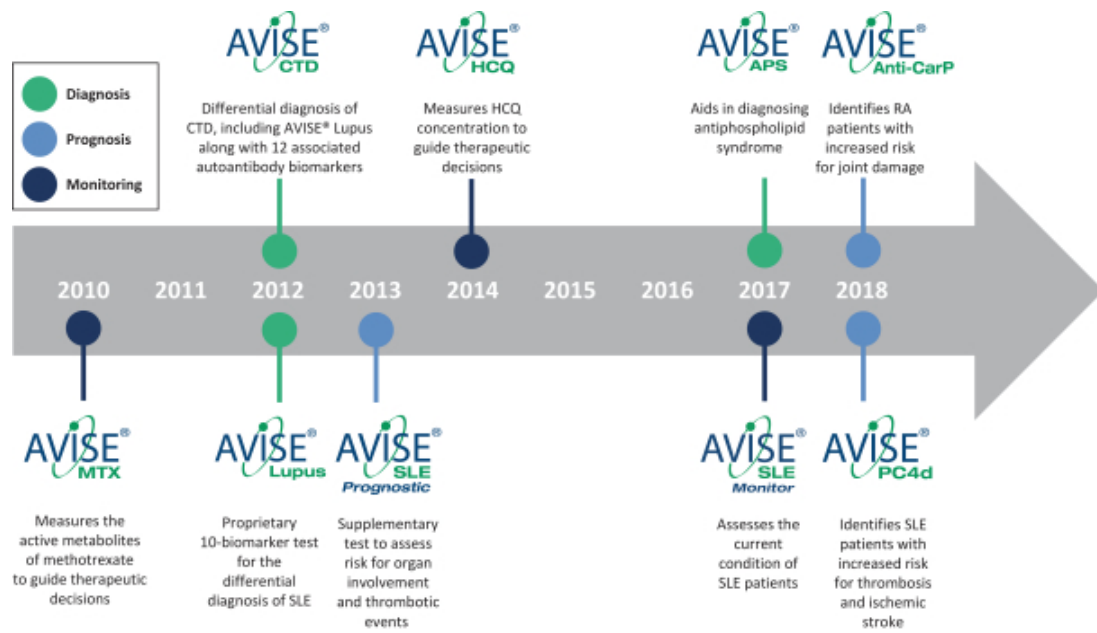 AVISE®
CTD
AVISE®
HCQ
AVISE®
APS
AVISE®
Anti-CarP
Diagnosis
Prognosis
Monitoring
Differential diagnosis of
CTD, including AVISE® Lupus
along with 12 associated
autoantibody biomarkers
Measures HCQ
concentration to
guide therapeutic
decisions
Aids in diagnosing
antiphospholipid
syndrome
Identifies RA
patients with
increased risk
for joint damage
2010 2011 2012 2013 2014 2015 2016 2017 2018
AVISE®
MTX
AVISE®
Lupus
AVISE®
SLE
Prognostic
AVISE®
SLE
Monitor
AVISE®
PC4d
Measures the
active metabolites
of methotrexate
to guide therapeutic
decisions
Proprietary
10-biomarker test
for the
differential
diagnosis of SLE
Supplementary
test to assess
risk for organ
involvement
and thrombotic
events
Assesses the
current
condition of
SLE patients
Identifies SLE
patients with
increased risk
for thrombosis
and ischemic
stroke